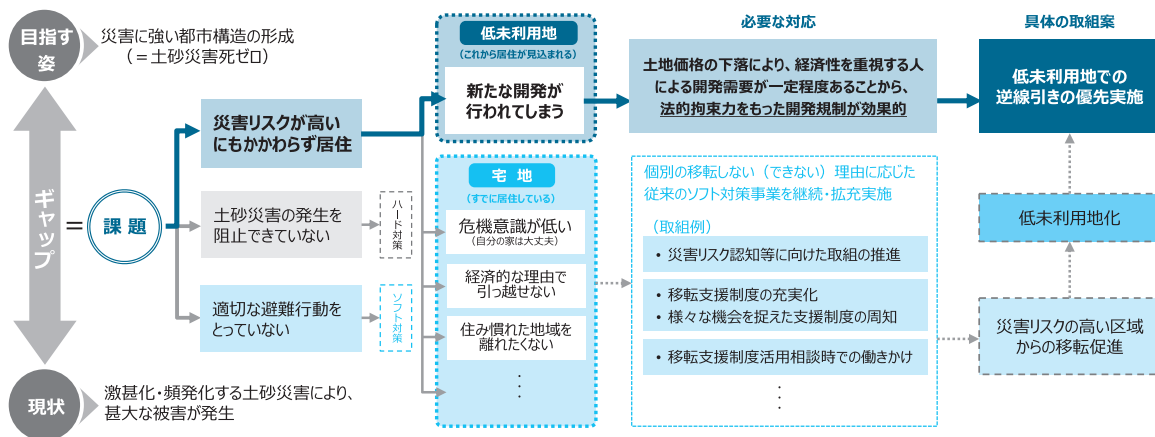 目指す
姿
災害に強い都市構造の形成
（＝土砂災害死ゼロ）
ギャップ
＝
課題
現状
激甚化・頻発化する土砂災害により、
甚大な被害が発生
災害リスクが高い
にもかかわらず居住
土砂災害の発生を
阻止できていない
ハード対策
適切な避難行動を
とっていない
ソフト対策
低未利用地
（これから居住が見込まれる）
新たな開発が
行われてしまう
宅地
（すでに居住している）
危機意識が低い
（自分の家は大丈夫）
経済的な理由で
引っ越せない
住み慣れた地域を
離れたくない
・
・
・
必要な対応
土地価格の下落により、経済性を重視する人
による開発需要が一定程度あることから、
法的拘束力をもった開発規制が効果的
個別の移転しない（できない）理由に応じた
従来のソフト対策事業を継続・拡充実施
（取組例）
・ 災害リスク認知等に向けた取組の推進
・ 移転支援制度の充実化
・ 様々な機会を捉えた支援制度の周知
・ 移転支援制度活用相談時での働きかけ
・
・
・
具体の取組案
低未利用地での
逆線引きの優先実施
低未利用地化
災害リスクの高い区域
からの移転促進